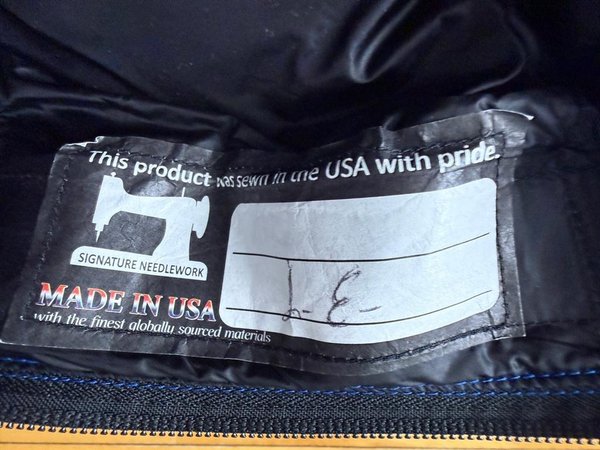 This product was sewn in the USA with pride.
SIGNATURE NEEDLEWORK
MADE IN USA
with the finest globally sourced materials
L-E-